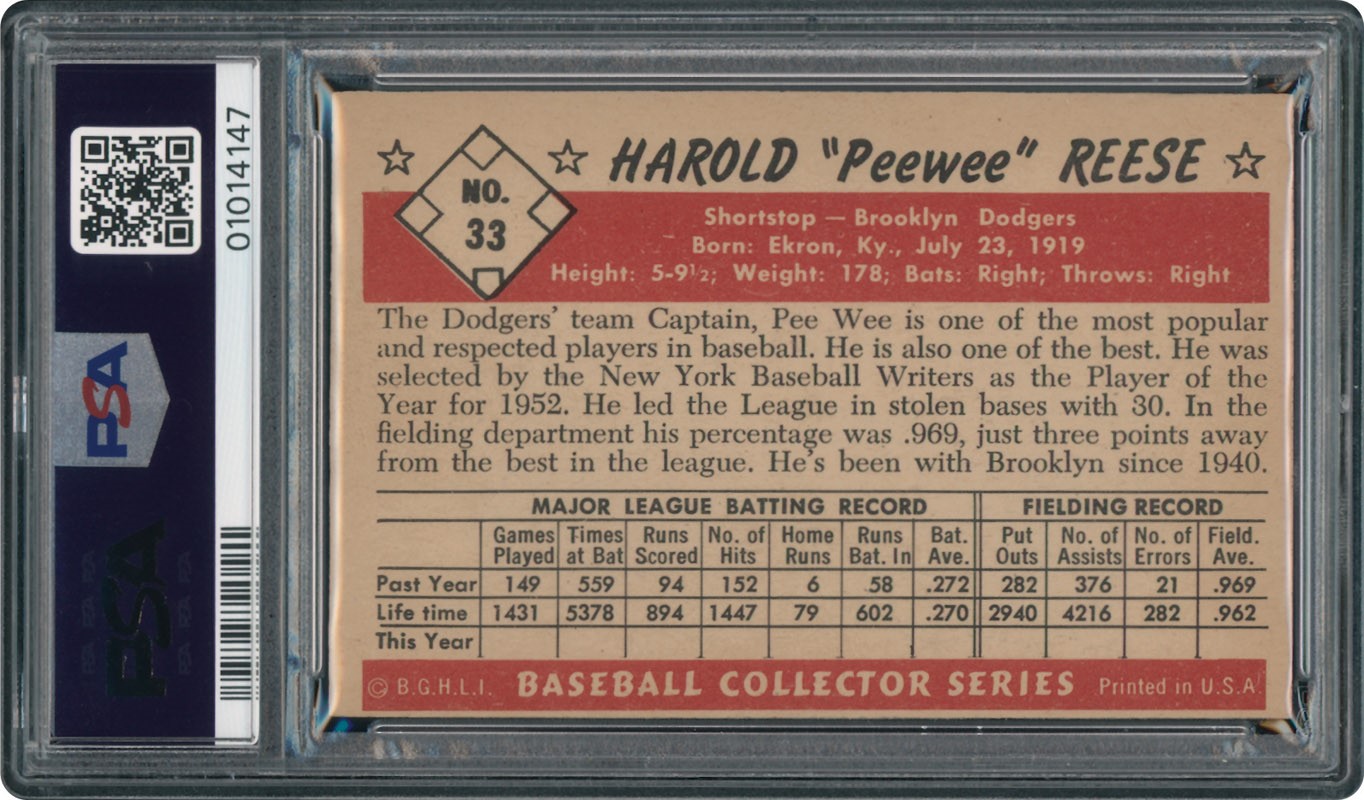 01014147
PSA
PSA
NO.
33
HAROLD "Peewee" REESE
Shortstop — Brooklyn Dodgers
Born: Ekron, Ky., July 23, 1919
Height: 5-9½; Weight: 178; Bats: Right; Throws: Right
The Dodgers' team Captain, Pee Wee is one of the most popular
and respected players in baseball. He is also one of the best. He was
selected by the New York Baseball Writers as the Player of the
Year for 1952. He led the League in stolen bases with 30. In the
fielding department his percentage was .969, just three points away
from the best in the league. He's been with Brooklyn since 1940.
MAJOR LEAGUE BATTING RECORD FIELDING RECORD
Games Times Runs No. of Home Runs Bat. Put No. of No. of Field.
Played at Bat Scored Hits Runs Bat. In Ave. Outs Assists Errors Ave.
Past Year 149 559 94 152 6 58 .272 282 376 21 .969
Life time 1431 5378 894 1447 79 602 .270 2940 4216 282 .962
This Year
© B.G.H.L.I. BASEBALL COLLECTOR SERIES Printed in U.S.A.